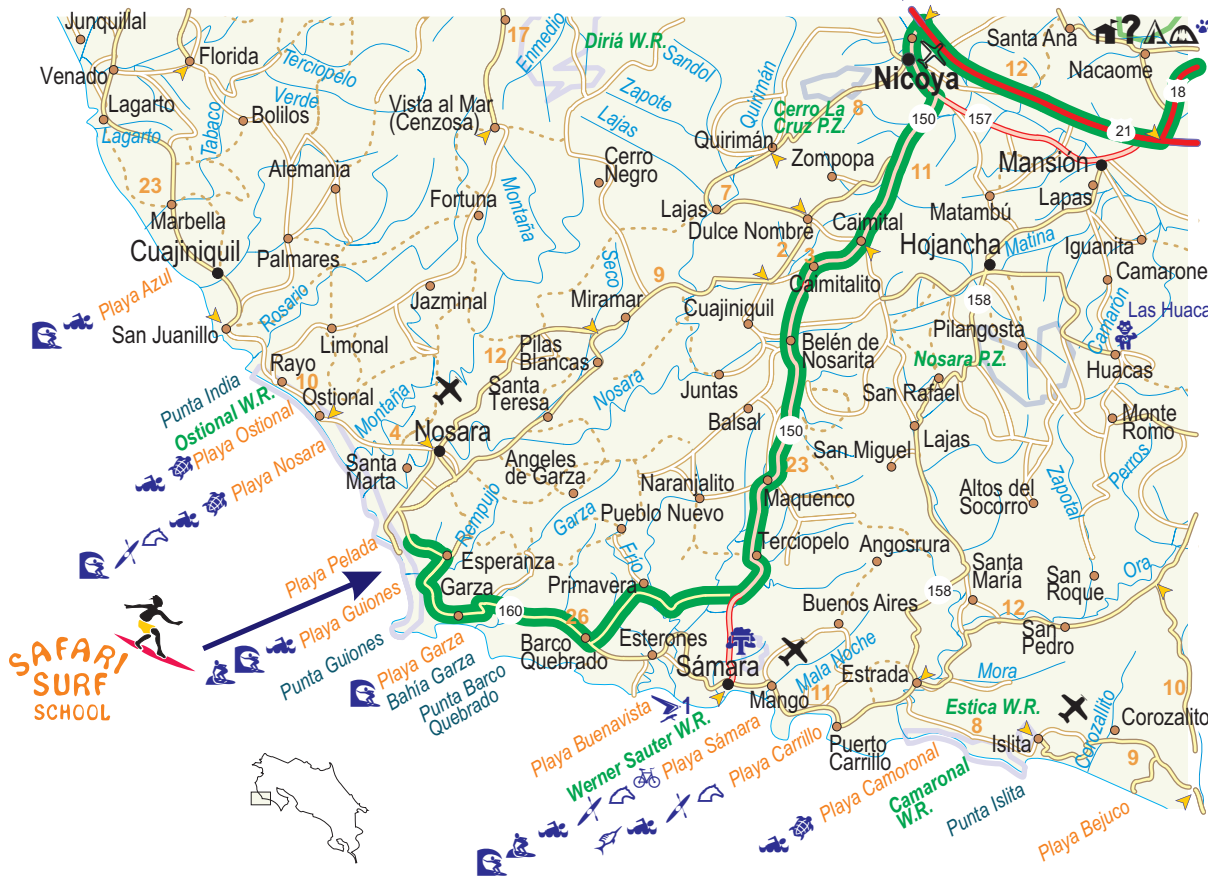 Junquillal
Florida
Venado
Terciopélo
Verde
Lagarto
Lagarto
Tabaco
Bolilos
17
Enmedio
Diriá W.R.
Sandol
Zapote
Lajas
Quirimán
Vista al Mar
(Cenzosa)
Cerro La
Cruz P.Z.
8
Nicoya
150
157
12
Santa Ana
?
Nacaome
18
21
Mansión
Lapas
Quirimán
Zompopa
11
Cerro
Negro
Alemania
23
Marbella
Cuajiniquil
Palmares
Fortuna
Montaña
7
Lajas
Dulce Nombre
Caimital
2
3
Caimitalito
Matambú
Hojancha
Matina
Iguanita
Camarone
Camarón
Las Huaca
Huacas
158
Pilangosta
Nosara P.Z.
Playa Azul
San Juanillo
Rosario
Jazminal
Seco
9
Miramar
Cuajiniquil
Belén de
Nosarita
Limonal
Rayo
10
Ostional
12
Pilas
Blancas
Santa
Teresa
Nosara
Juntas
Balsal
San Rafael
Lajas
Monte
Romo
Perros
Punta India
Ostional W.R.
Playa Ostional
Playa Nosara
Montaña
4
Nosara
Santa
Marta
Angeles
de Garza
Naranjalito
Pueblo Nuevo
150
23
San Miguel
Maquenco
Altos del
Socorro
Zapotal
Rempujo
Garza
Frío
Esperanza
Garza
Primavera
Terciopelo
Angosrura
Santa
María
San
Roque
Ora
158
12
San
Pedro
Buenos Aires
Playa Pelada
Playa Guiones
Punta Guiones
160
26
Barco
Quebrado
Esterones
Sámara
Mala Noche
Mango
11
Estrada
Mora
Estica W.R.
8
Islita
Corozallito
Corozalito
10
9
Puerto
Carrillo
SAFARI
SURF
SCHOOL
Playa Garza
Bahia Garza
Punta Barco
Quebrado
Playa Buenavista
1
Werner Sauter W.R.
Playa Sámara
Playa Carrillo
Playa Camoronal
Camaronal
W.R.
Punta Islita
Playa Bejuco